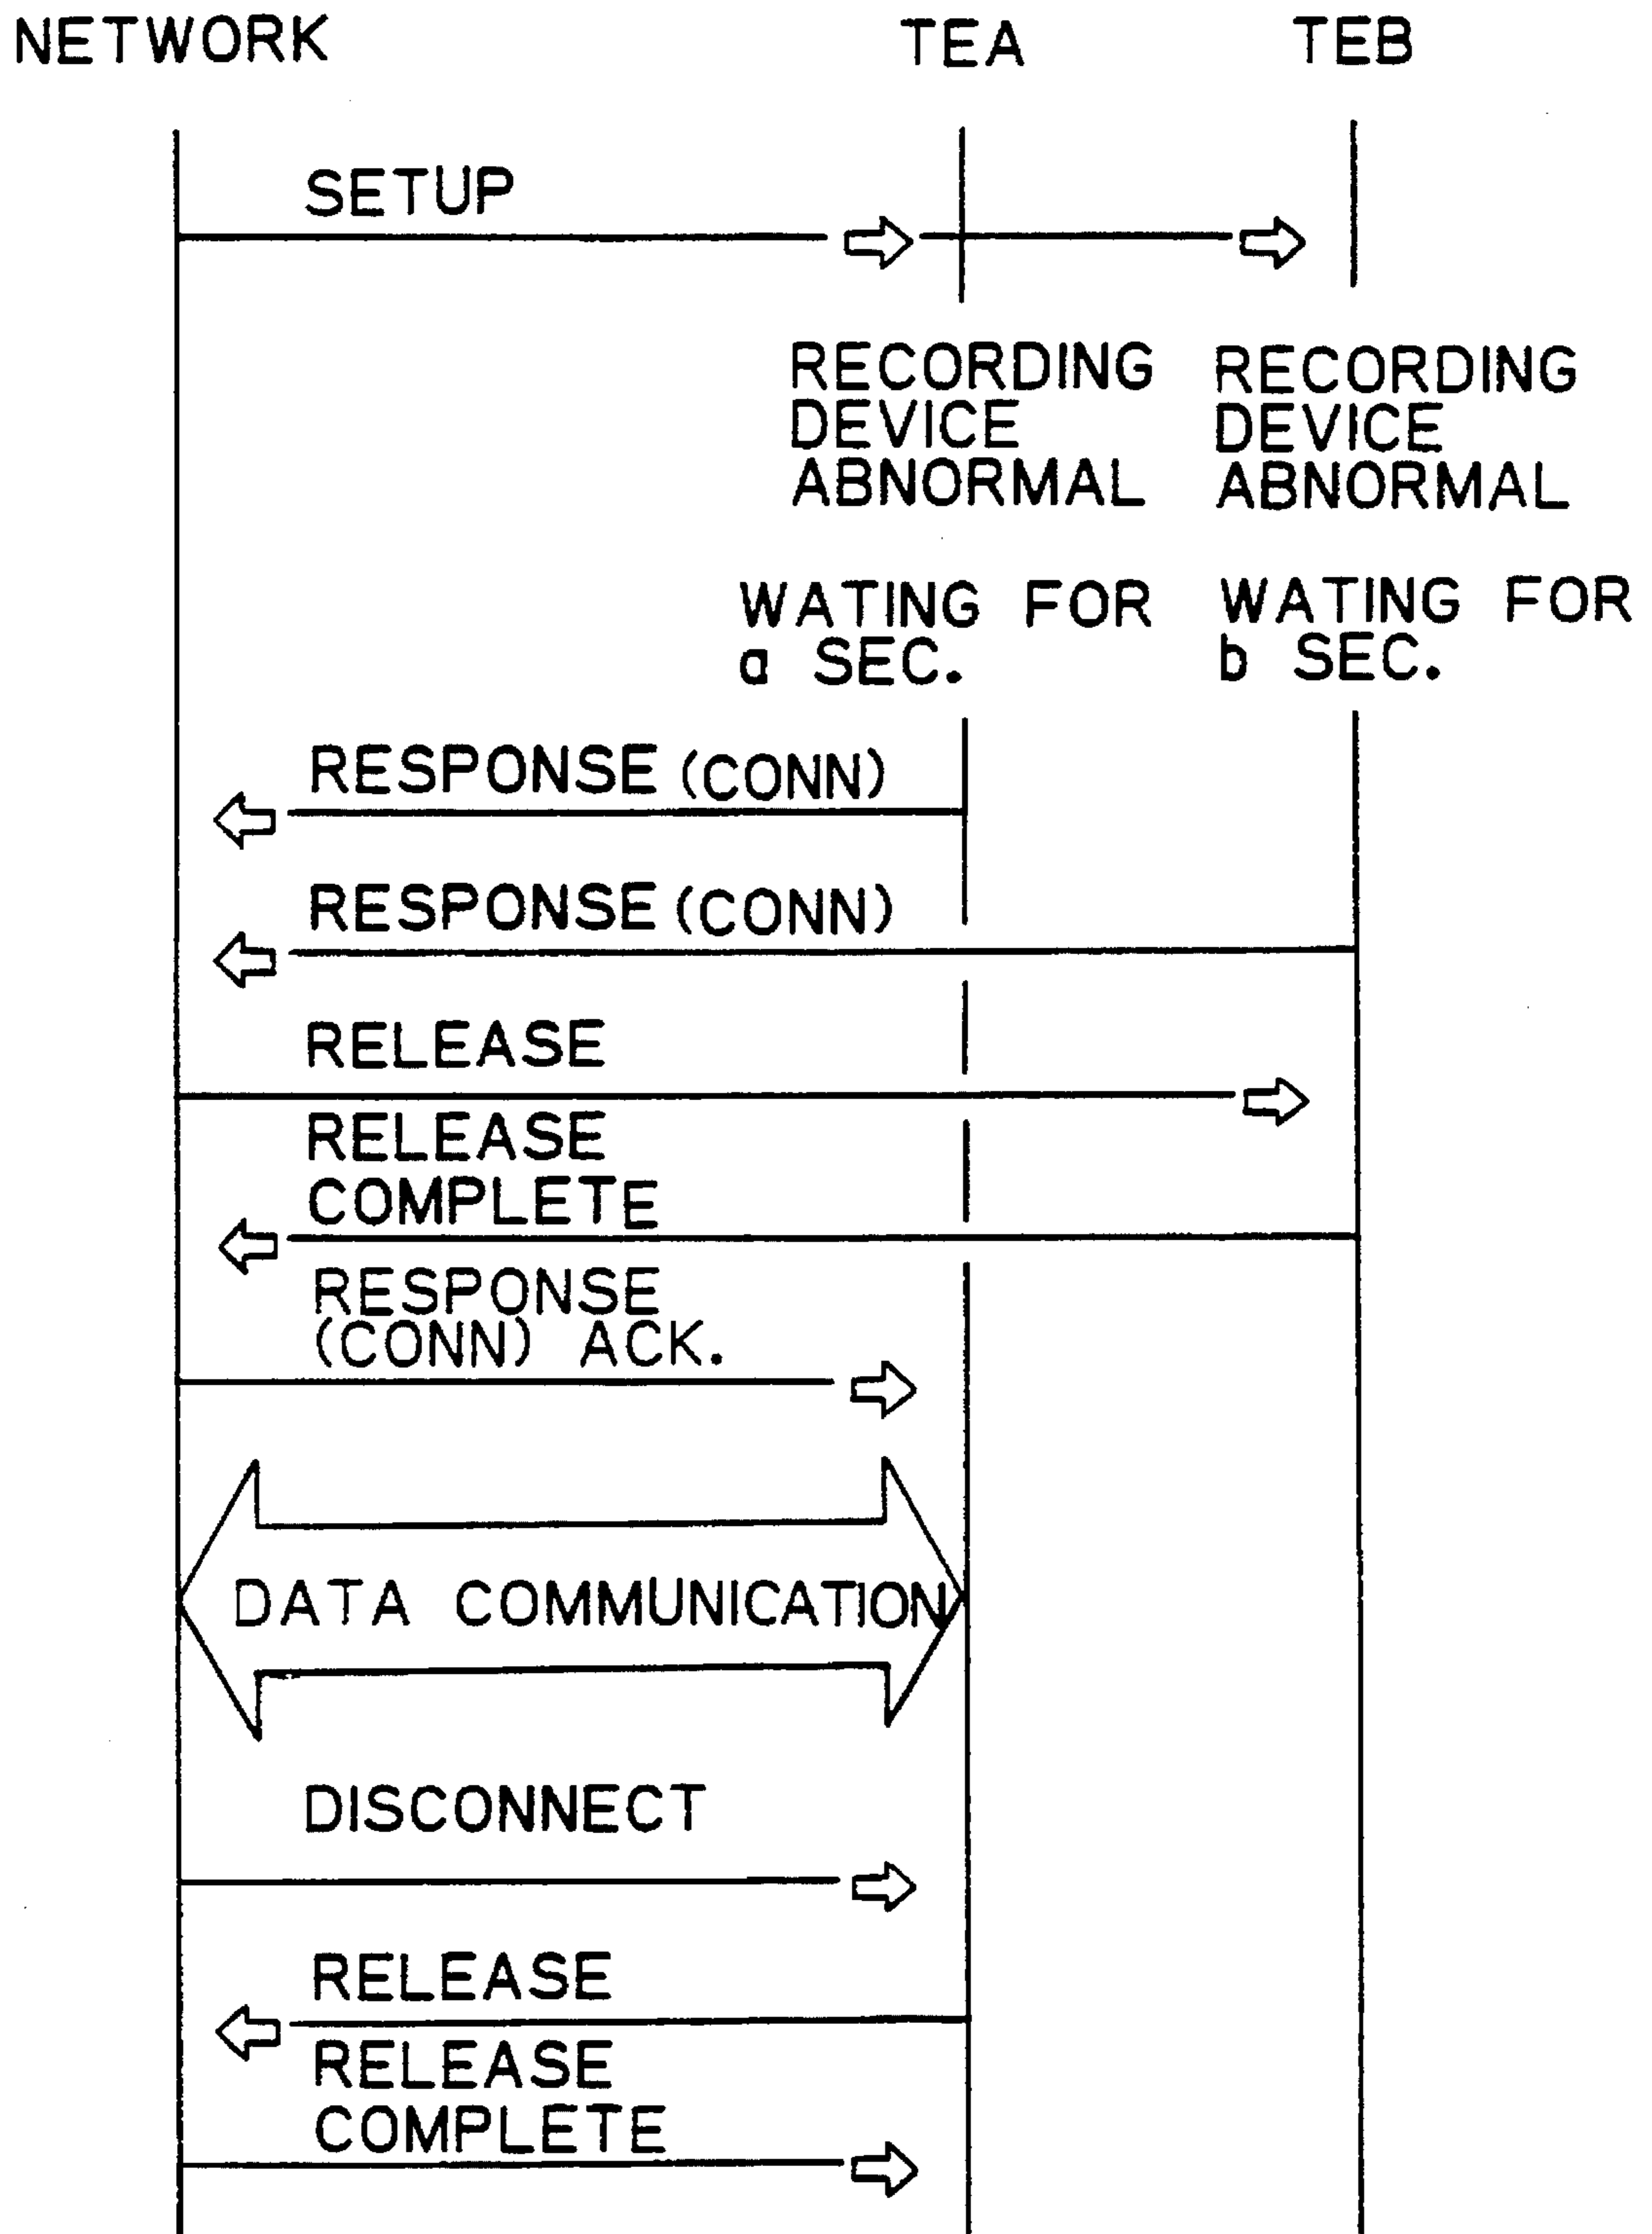 NETWORK TEA TEB
SETUP
RECORDING
DEVICE
ABNORMAL
RECORDING
DEVICE
ABNORMAL
WATING FOR
a SEC.
WATING FOR
b SEC.
RESPONSE (CONN)
RESPONSE (CONN)
RELEASE
RELEASE
COMPLETE
RESPONSE
(CONN) ACK.
DATA COMMUNICATION
DISCONNECT
RELEASE
RELEASE
COMPLETE